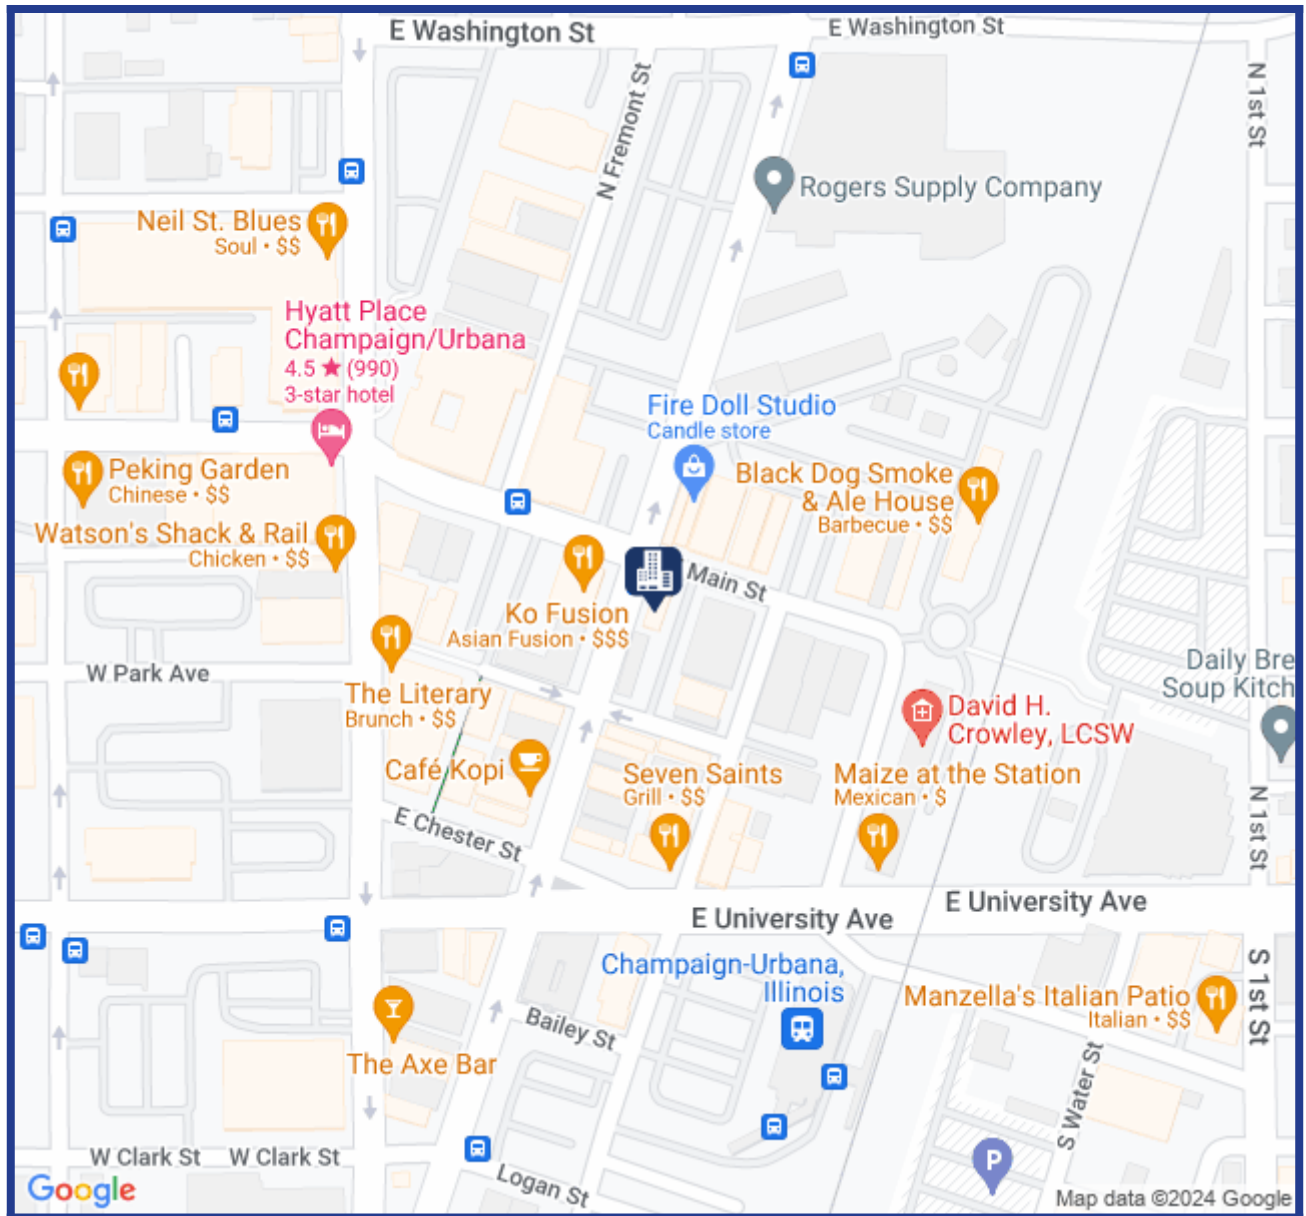 E Washington St
E Washington St
N 1st St
N Fremont St
Rogers Supply Company
Neil St. Blues
Soul • $$
Hyatt Place
Champaign/Urbana
4.5 ★ (990)
3-star hotel
Fire Doll Studio
Candle store
Peking Garden
Chinese • $$
Black Dog Smoke
& Ale House
Barbecue • $$
Watson's Shack & Rail
Chicken • $$
Main St
Ko Fusion
Asian Fusion • $$$
W Park Ave
Daily Bre
Soup Kitch
The Literary
Brunch • $$
David H.
Crowley, LCSW
Café Kopi
Seven Saints
Grill • $$
Maize at the Station
Mexican • $
N 1st St
E Chester St
E University Ave
E University Ave
Champaign-Urbana,
Illinois
S 1st St
Manzella's Italian Patio
Italian • $$
Bailey St
The Axe Bar
S Water St
W Clark St
W Clark St
P
Logan St
Google
Map data ©2024 Google